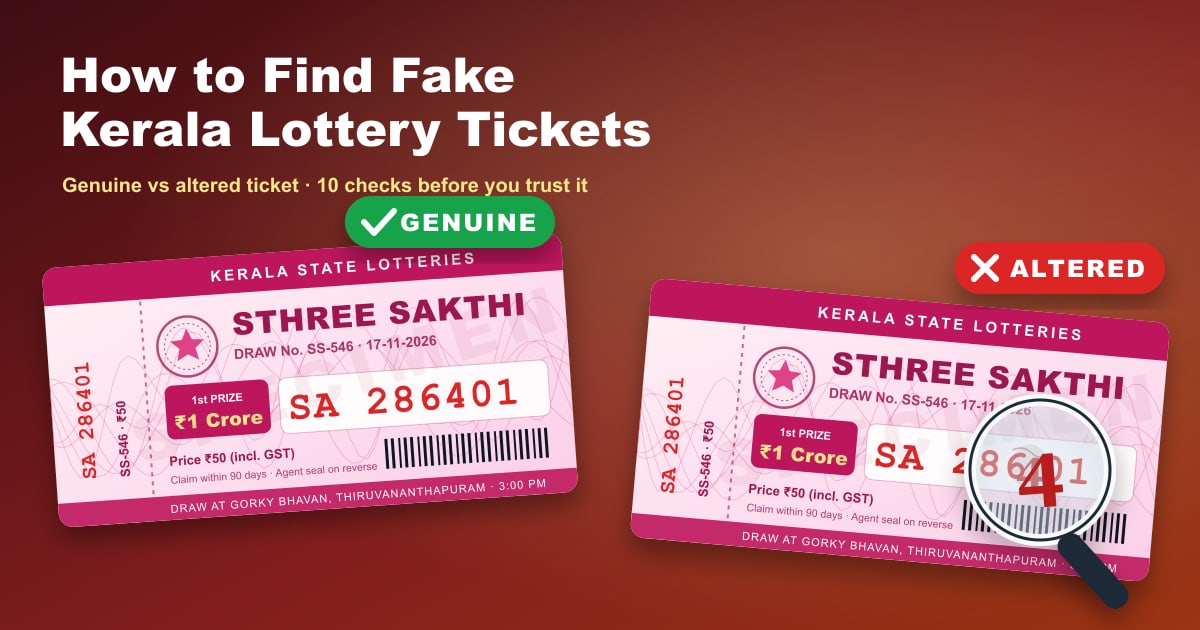 How to Find Fake
Kerala Lottery Tickets
Genuine vs altered ticket · 10 checks before you trust it
GENUINE
KERALA STATE LOTTERIES
STHREE SAKTHI
DRAW No. SS-546 · 17-11-2026
1st PRIZE
₹1 Crore
SA 286401
SA 286401
SS-546 · ₹50
Price ₹50 (incl. GST)
Claim within 90 days · Agent seal on reverse
DRAW AT GORKY BHAVAN, THIRUVANANTHAPURAM · 3:00 PM
SPECIMEN
ALTERED
KERALA STATE LOTTERIES
STHREE SAKTHI
DRAW No. SS-546 · 17-11-2026
1st PRIZE
₹1 Crore
SA 286401
4
SA 286401
SS-546 · ₹50
Price ₹50 (incl. GST)
Claim within 90 days · Agent seal on reverse
DRAW AT GORKY BHAVAN, THIRUVANANTHAPURAM ·